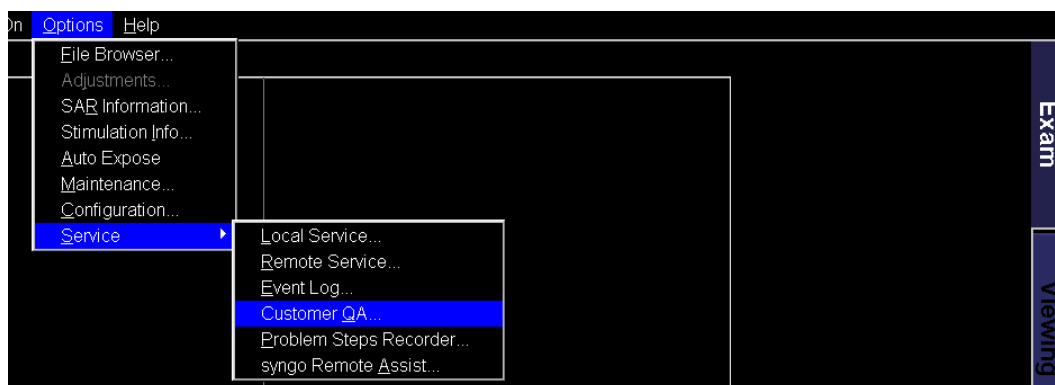 On Options Help
File Browser...
Adjustments...
SAR Information...
Stimulation Info...
Auto Expose
Maintenance...
Configuration...
Service
Local Service...
Remote Service...
Event Log...
Customer QA...
Problem Steps Recorder...
syngo Remote Assist...
Exam
Viewing